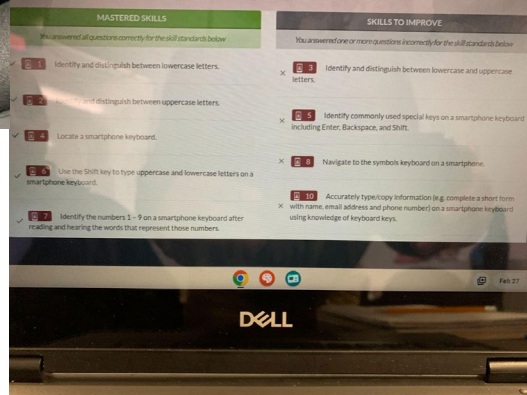 MASTERED SKILLS
You answered all questions correctly for the skill standards below
1 Identify and distinguish between lowercase letters.
2 Identify and distinguish between uppercase letters.
4 Locate a smartphone keyboard.
6 Use the Shift key to type uppercase and lowercase letters on a
smartphone keyboard.
7 Identify the numbers 1 - 9 on a smartphone keyboard after
reading and hearing the words that represent those numbers.
SKILLS TO IMPROVE
You answered one or more questions incorrectly for the skill standards below
3 Identify and distinguish between lowercase and uppercase
letters.
5 Identify commonly used special keys on a smartphone keyboard
including Enter, Backspace, and Shift.
8 Navigate to the symbols keyboard on a smartphone.
10 Accurately type/copy information (e.g. complete a short form
with name, email address and phone number) on a smartphone keyboard
using knowledge of keyboard keys.
Feb 27
DELL